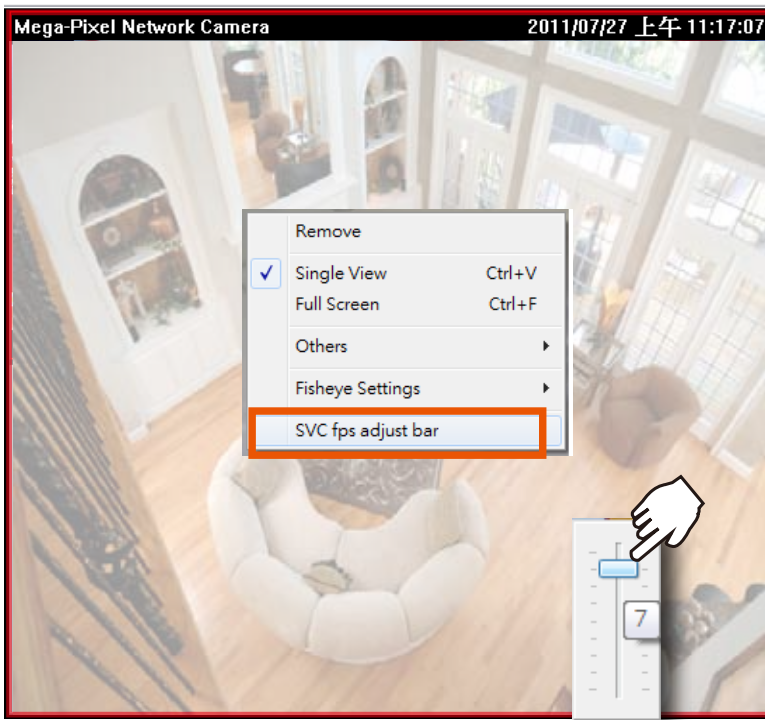 Mega-Pixel Network Camera 2011/07/27 上午 11:17:07
Remove
Single View Ctrl+V
Full Screen Ctrl+F
Others
Fisheye Settings
SVC fps adjust bar
7